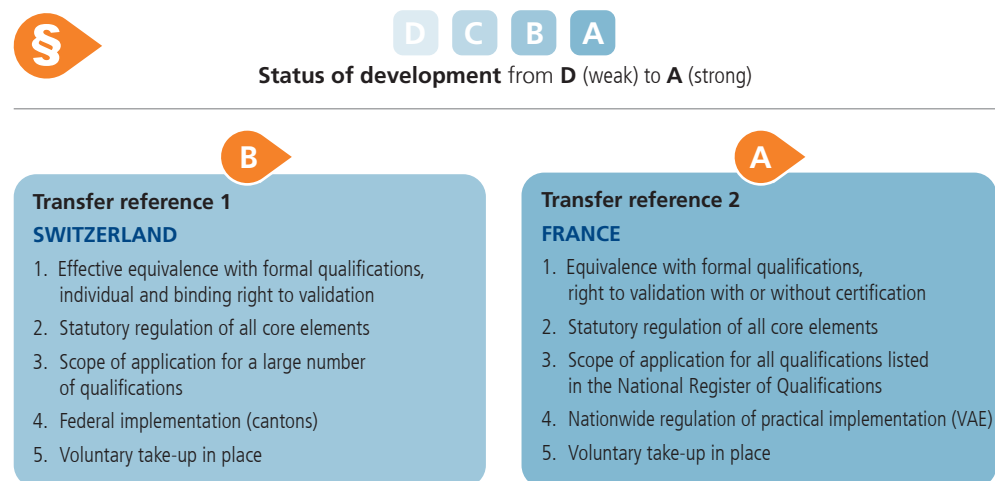 §
D C B A
Status of development from D (weak) to A (strong)
B
Transfer reference 1
SWITZERLAND
1. Effective equivalence with formal qualifications,
individual and binding right to validation
2. Statutory regulation of all core elements
3. Scope of application for a large number
of qualifications
4. Federal implementation (cantons)
5. Voluntary take-up in place
A
Transfer reference 2
FRANCE
1. Equivalence with formal qualifications,
right to validation with or without certification
2. Statutory regulation of all core elements
3. Scope of application for all qualifications listed
in the National Register of Qualifications
4. Nationwide regulation of practical implementation (VAE)
5. Voluntary take-up in place